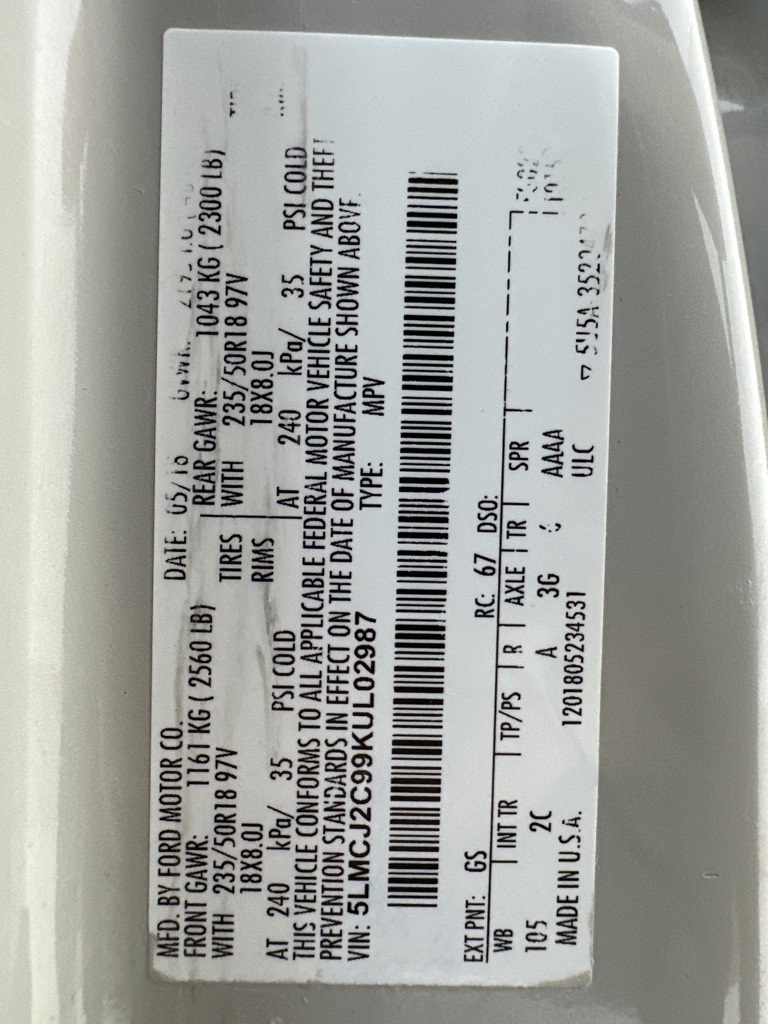 MFD. BY FORD MOTOR CO.
DATE: 05/18
FRONT GAWR: 1161 KG ( 2560 LB)
REAR GAWR: 1043 KG ( 2300 LB)
WITH 235/50R18 97V
TIRES
WITH 235/50R18 97V
18X8.0J
RIMS
18X8.0J
AT 240 kPa/ 35 PSI COLD
AT 240 kPa/ 35 PSI COLD
THIS VEHICLE CONFORMS TO ALL APPLICABLE FEDERAL MOTOR VEHICLE SAFETY AND THEFT
PREVENTION STANDARDS IN EFFECT ON THE DATE OF MANUFACTURE SHOWN ABOVE.
VIN: 5LMCJ2C99KUL02987
TYPE: MPV
EXT PNT: GS RC: 67 DSO:
WB INT TR TP/PS R AXLE TR SPR
105 2C A 3G 6 AAAA
MADE IN U.S.A. 1201805234531 ULC